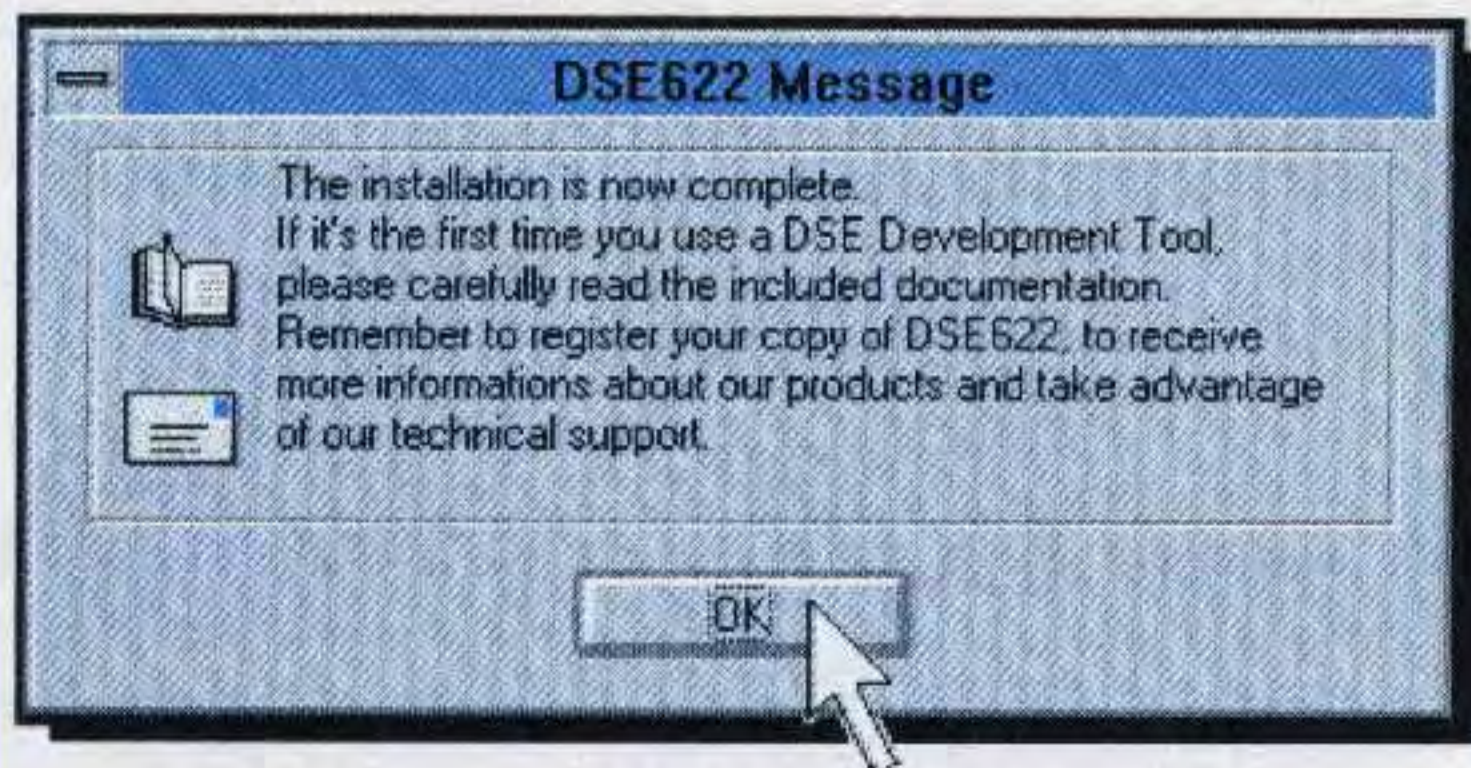 DSE622 Message
The installation is now complete.
If it's the first time you use a DSE Development Tool,
please carefully read the included documentation.
Remember to register your copy of DSE622, to receive
more informations about our products and take advantage
of our technical support.
OK